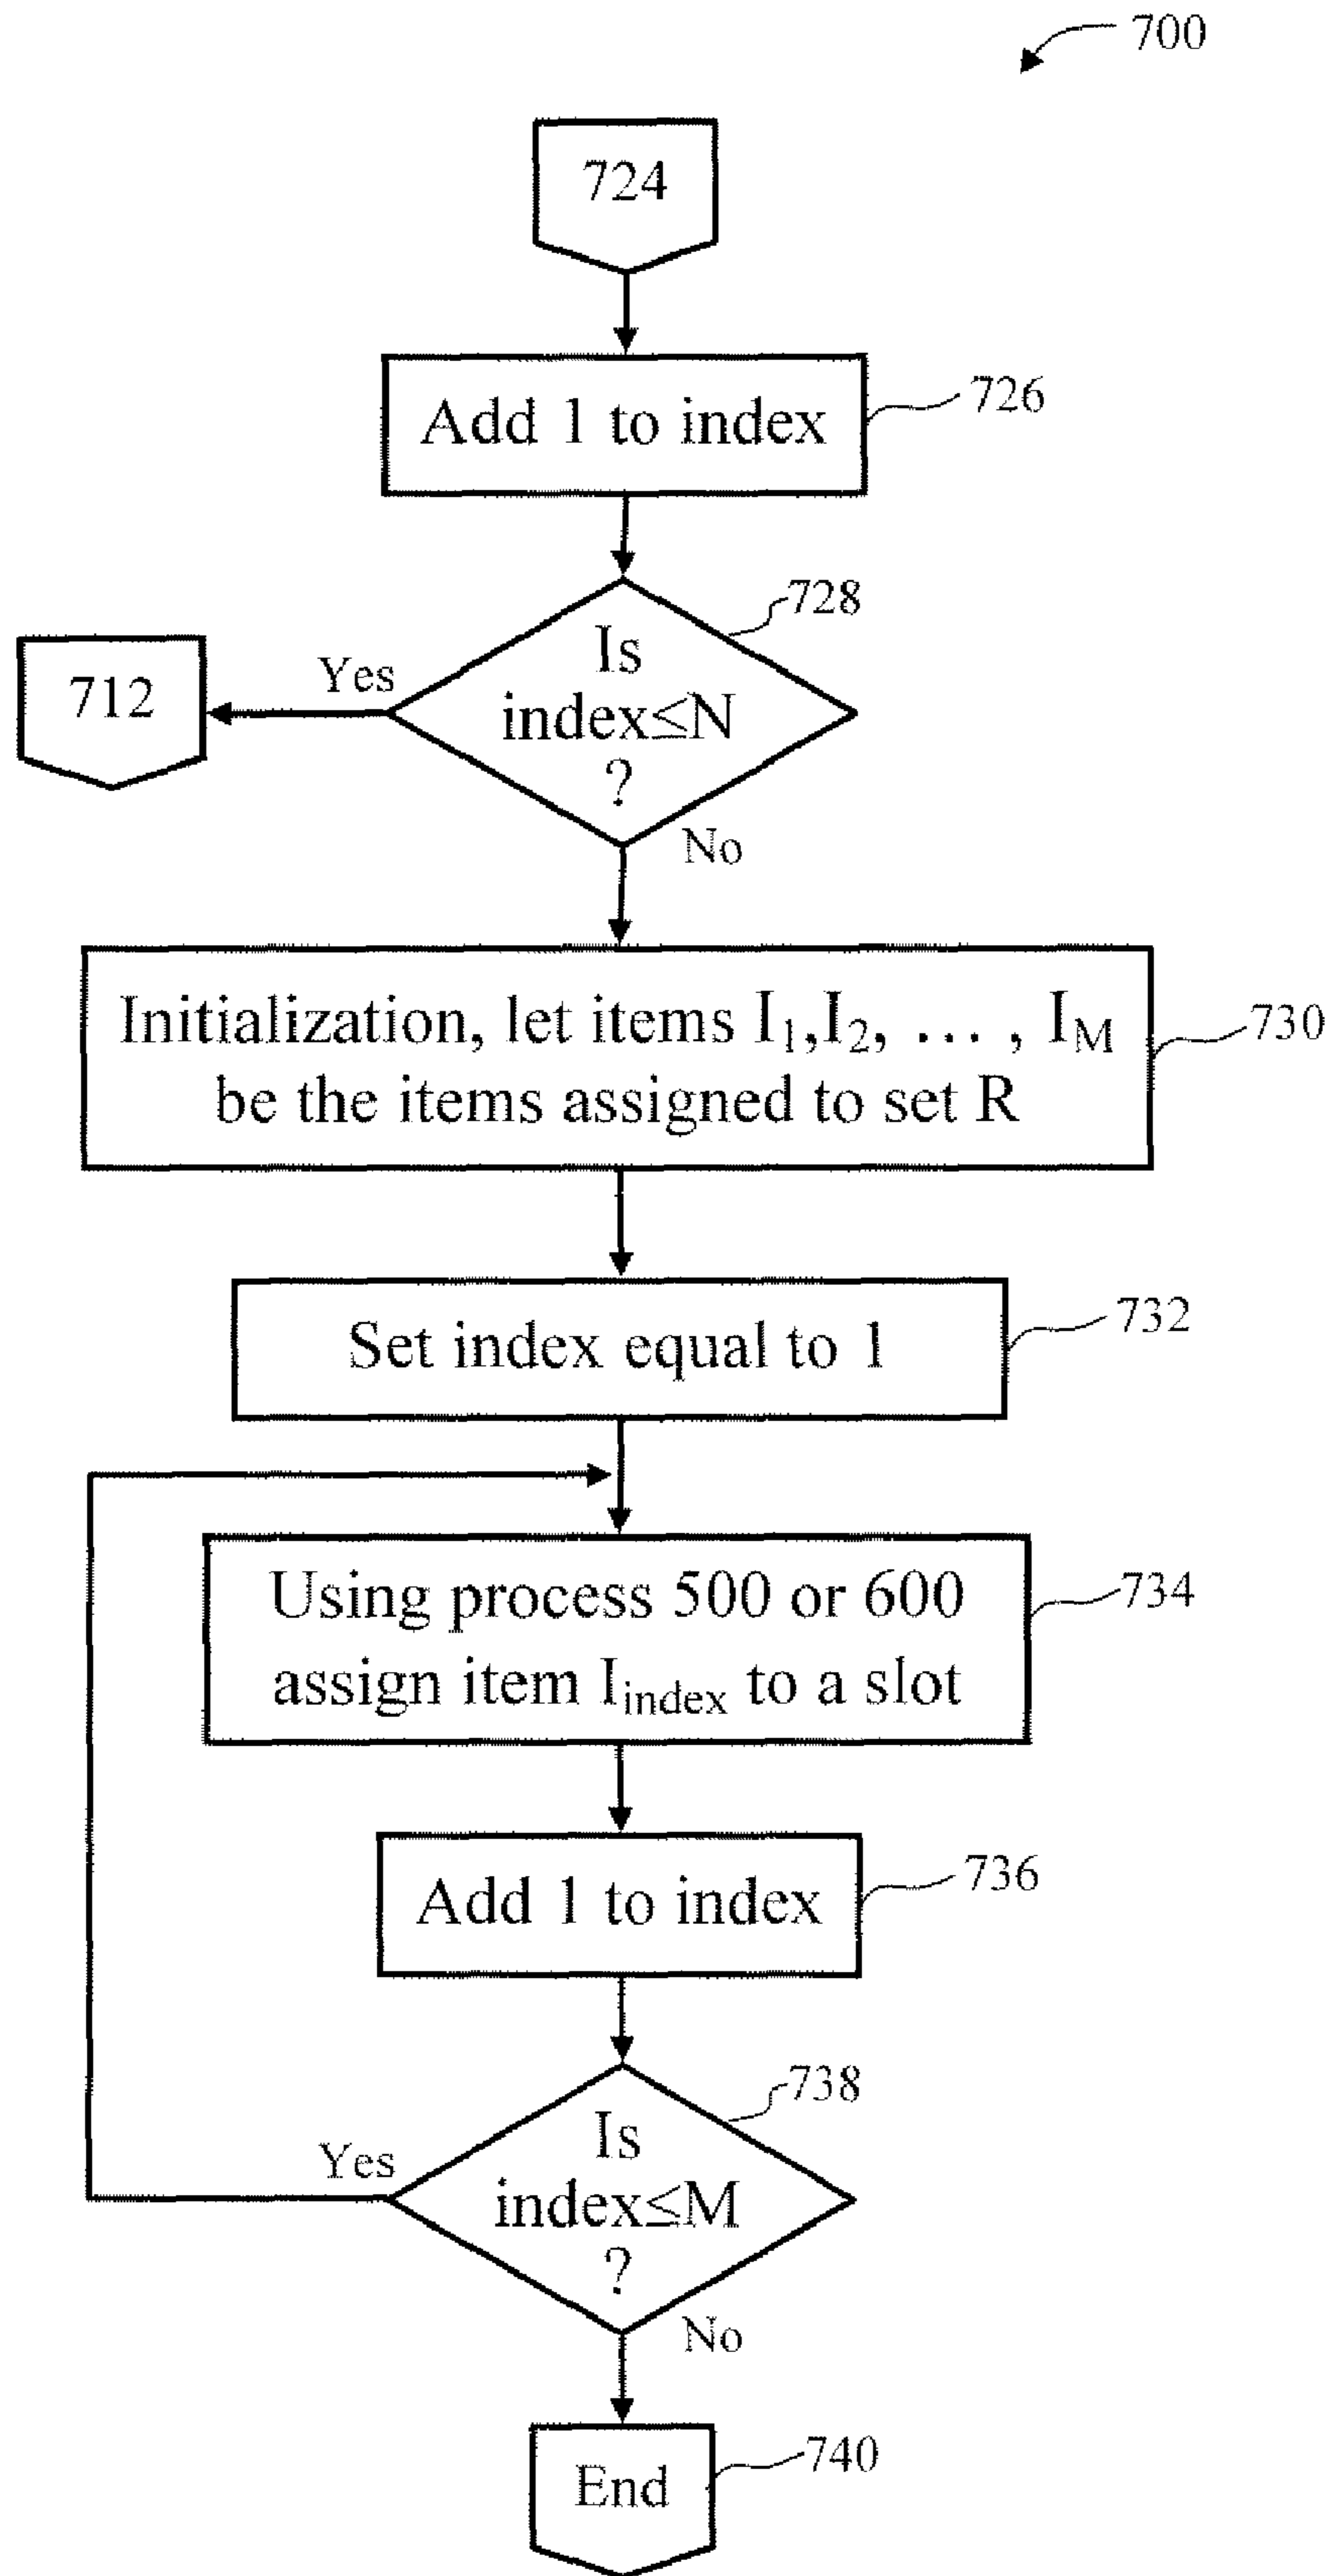 700
724
Add 1 to index
726
728
Is
index≤N
?
Yes
712
No
Initialization, let items I₁,I₂, … , I_M
be the items assigned to set R
730
Set index equal to 1
732
Using process 500 or 600
assign item I_index to a slot
734
Add 1 to index
736
738
Is
index≤M
?
Yes
No
End
740